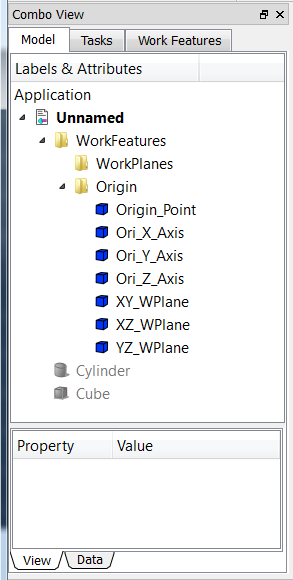 Combo View
Model Tasks Work Features
Labels & Attributes
Application
Unnamed
WorkFeatures
WorkPlanes
Origin
Origin_Point
Ori_X_Axis
Ori_Y_Axis
Ori_Z_Axis
XY_WPlane
XZ_WPlane
YZ_WPlane
Cylinder
Cube
Property Value
View Data